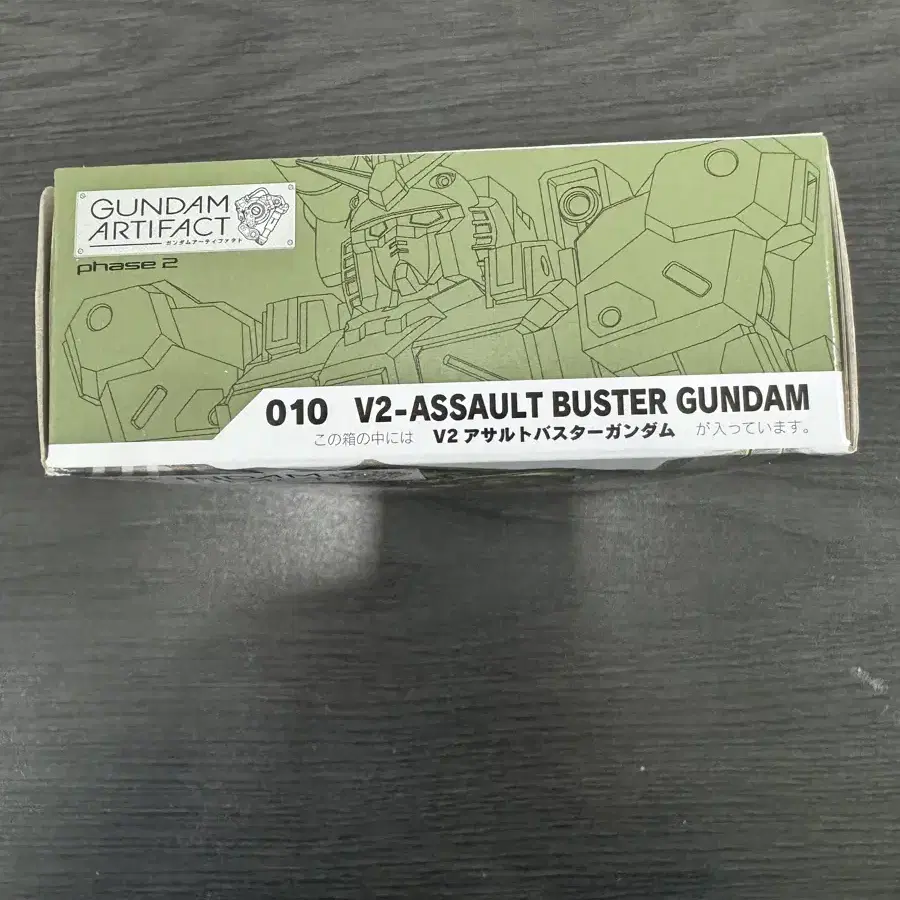 GUNDAM
ARTIFACT
ガンダムアーティファクト
phase 2
010 V2-ASSAULT BUSTER GUNDAM
この箱の中には V2 アサルトバスターガンダム が入っています。